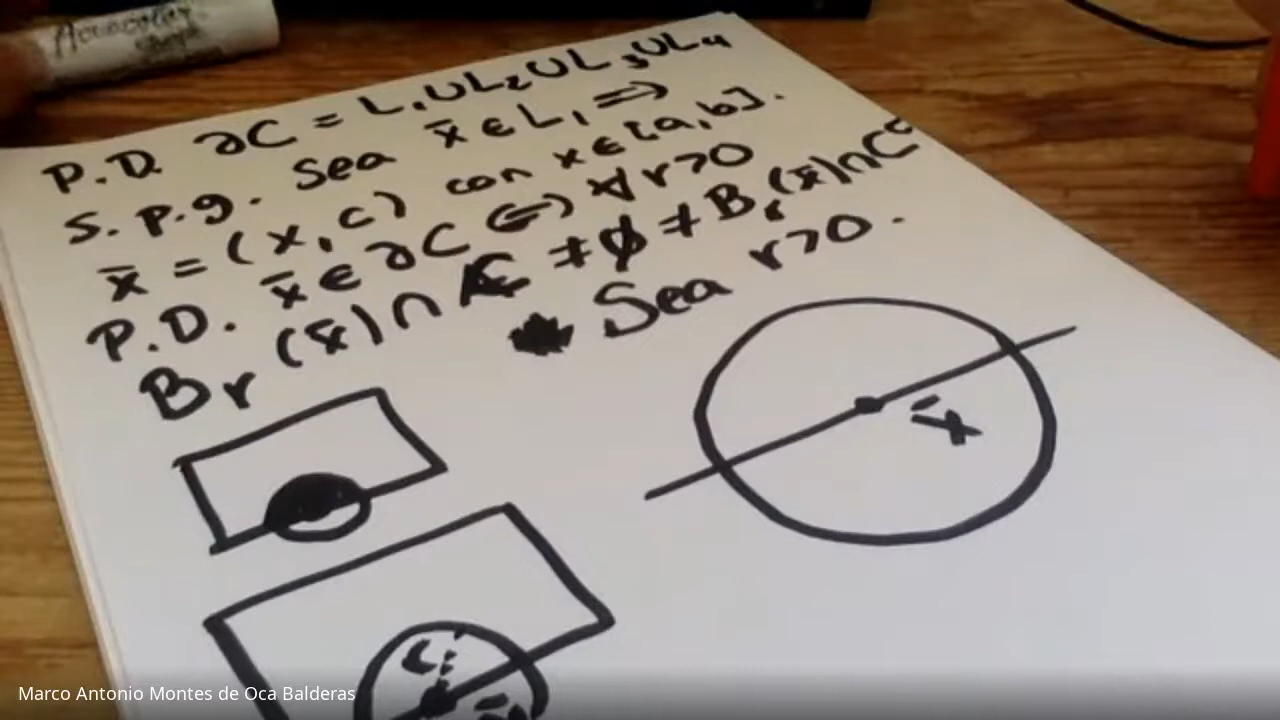 P.D. ∂C = L₁∪L₂∪L₃∪L₄
s.p.g. Sea x̄ ∈ L₁ ⇒
x̄ = (x, c) con x ∈ [a, b].
P.D. x̄ ∈ ∂C ⇔ ∀ r>0
Br(x̄) ∩ C ≠ ∅ ≠ Br(x̄) ∩ Cᶜ
Sea r>0.
x̄
Marco Antonio Montes de Oca Balderas